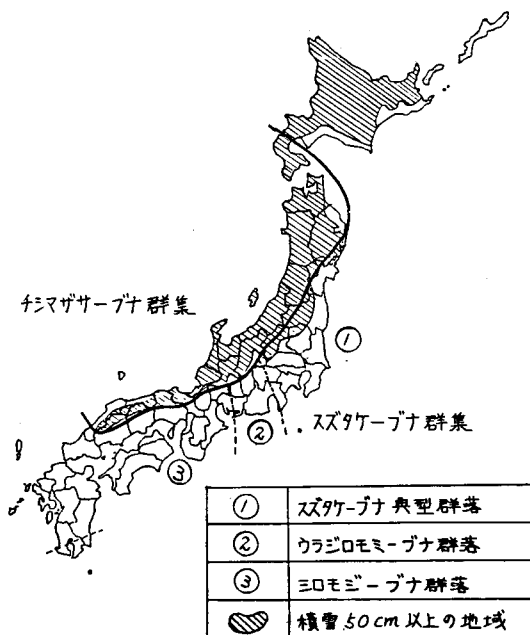 チシマザサーブナ群集
①
②
スズタケーブナ群集
③
① スズタケーブナ典型群落
② ウラジロモミーブナ群落
③ シロモジーブナ群落
積雪50cm以上の地域